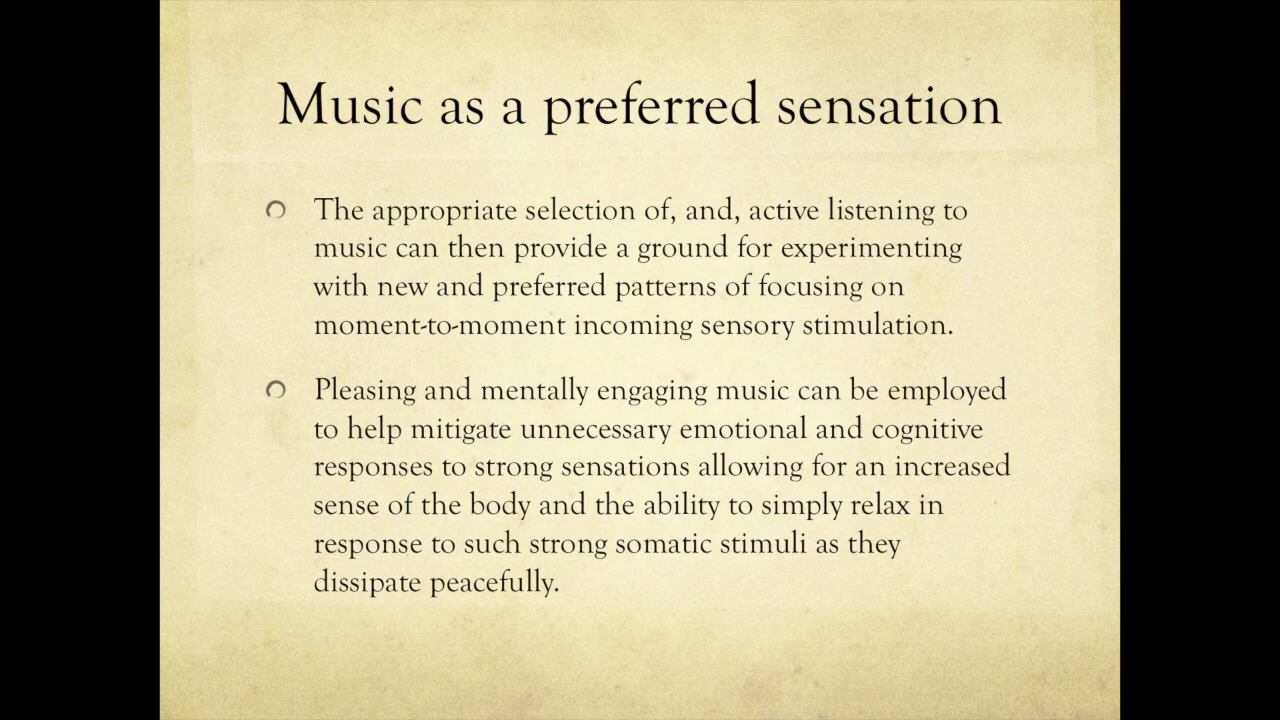 Music as a preferred sensation
The appropriate selection of, and, active listening to
music can then provide a ground for experimenting
with new and preferred patterns of focusing on
moment-to-moment incoming sensory stimulation.
Pleasing and mentally engaging music can be employed
to help mitigate unnecessary emotional and cognitive
responses to strong sensations allowing for an increased
sense of the body and the ability to simply relax in
response to such strong somatic stimuli as they
dissipate peacefully.